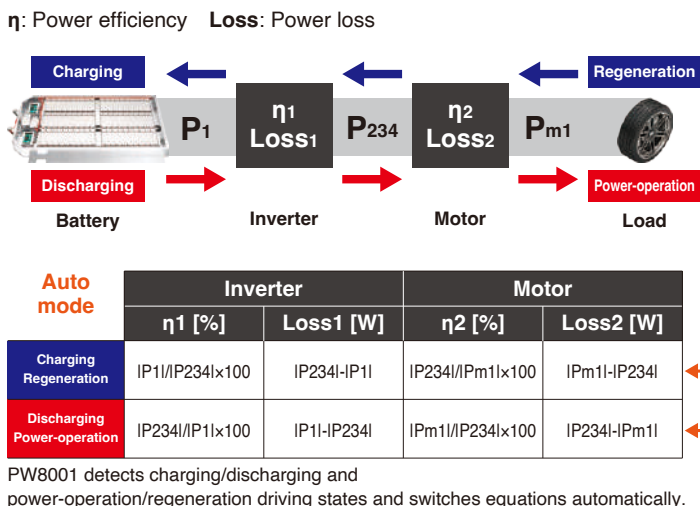 η: Power efficiency Loss: Power loss
Charging
Regeneration
P1
η1
Loss1
P234
η2
Loss2
Pm1
Discharging
Power-operation
Battery
Inverter
Motor
Load
Auto
mode
Inverter
Motor
η1 [%]
Loss1 [W]
η2 [%]
Loss2 [W]
Charging
Regeneration
|P1|/|P234|×100
|P234|-|P1|
|P234|/|Pm1|×100
|Pm1|-|P234|
Discharging
Power-operation
|P234|/|P1|×100
|P1|-|P234|
|Pm1|/|P234|×100
|P234|-|Pm1|
PW8001 detects charging/discharging and
power-operation/regeneration driving states and switches equations automatically.